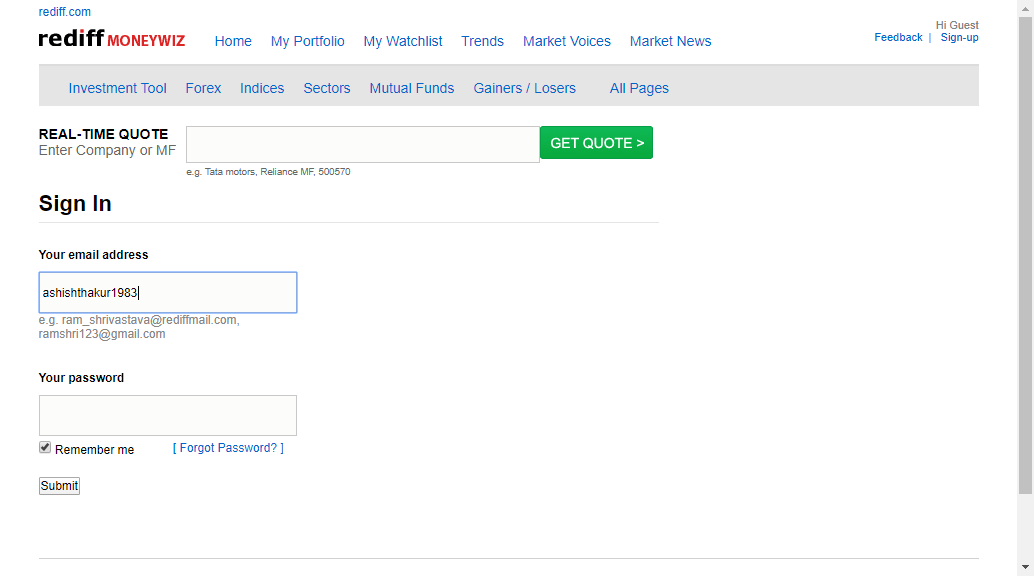 rediff.com
rediff MONEYWIZ Home My Portfolio My Watchlist Trends Market Voices Market News
Hi Guest
Feedback | Sign-up
Investment Tool Forex Indices Sectors Mutual Funds Gainers / Losers All Pages
REAL-TIME QUOTE
Enter Company or MF
GET QUOTE >
e.g. Tata motors, Reliance MF, 500570
Sign In
Your email address
ashishthakur1983
e.g. ram_shrivastava@rediffmail.com,
ramshri123@gmail.com
Your password
Remember me [ Forgot Password? ]
Submit